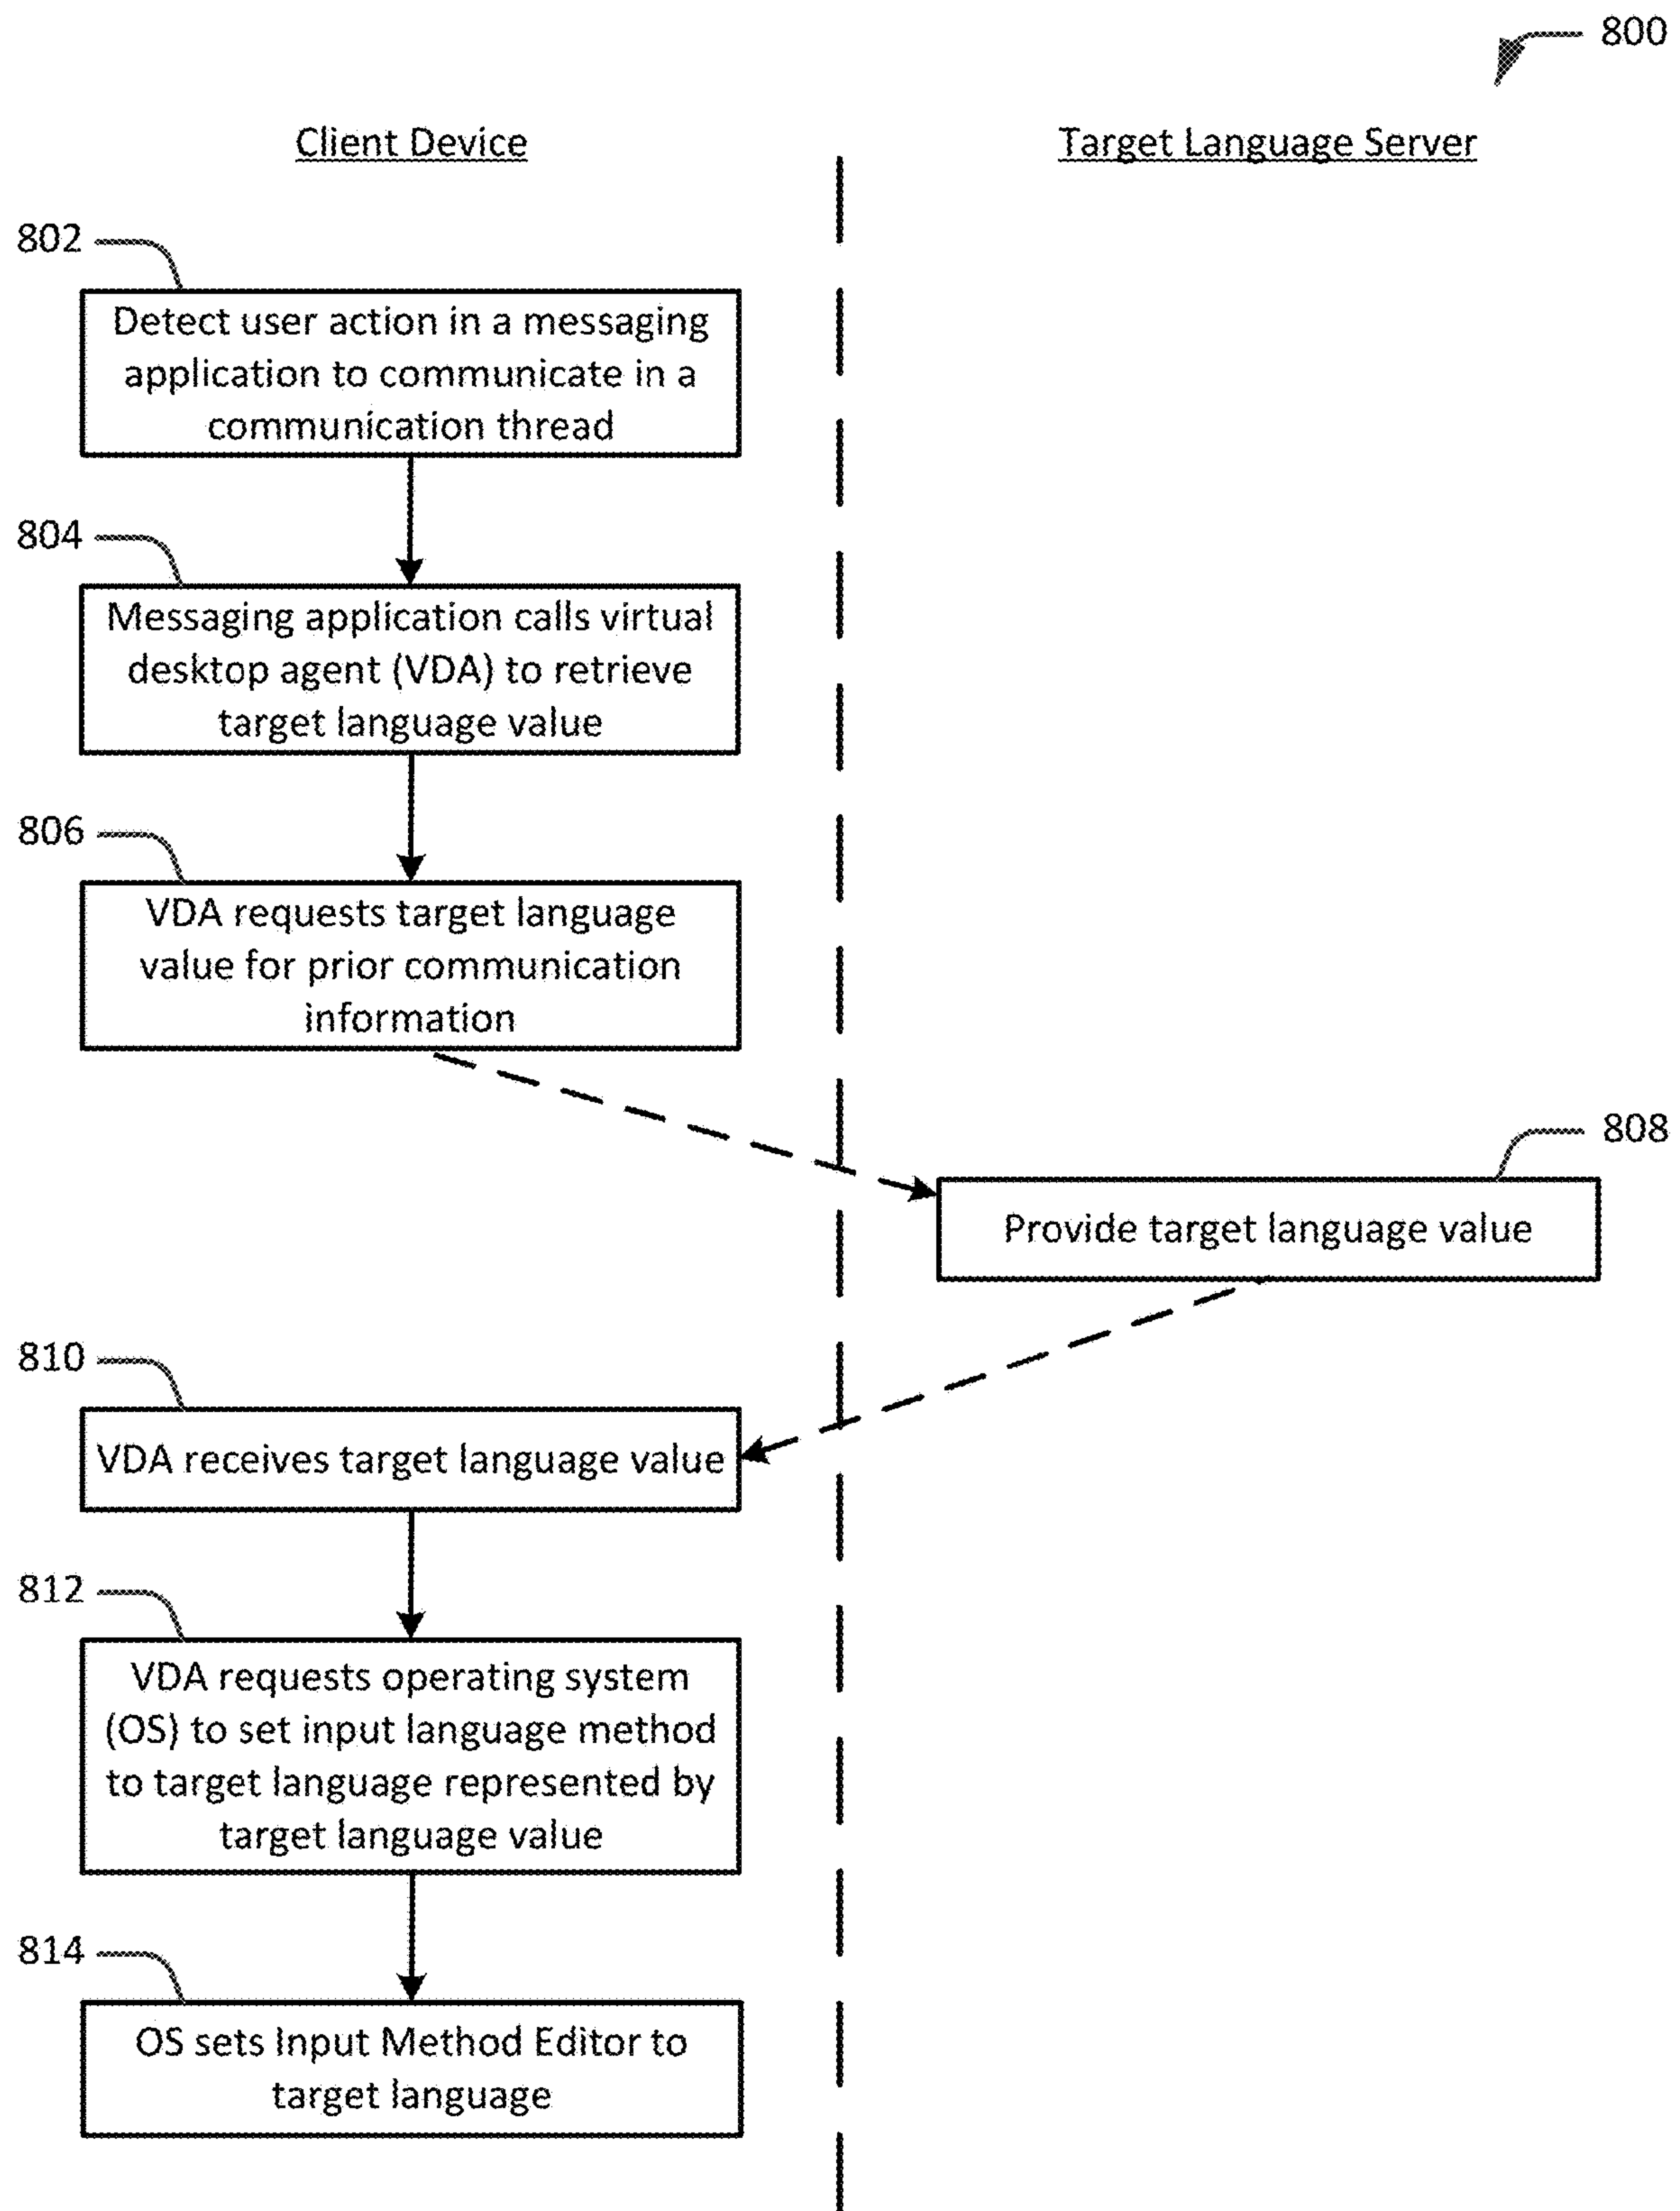 800
Client Device
Target Language Server
802
Detect user action in a messaging
application to communicate in a
communication thread
804
Messaging application calls virtual
desktop agent (VDA) to retrieve
target language value
806
VDA requests target language
value for prior communication
information
808
Provide target language value
810
VDA receives target language value
812
VDA requests operating system
(OS) to set input language method
to target language represented by
target language value
814
OS sets Input Method Editor to
target language